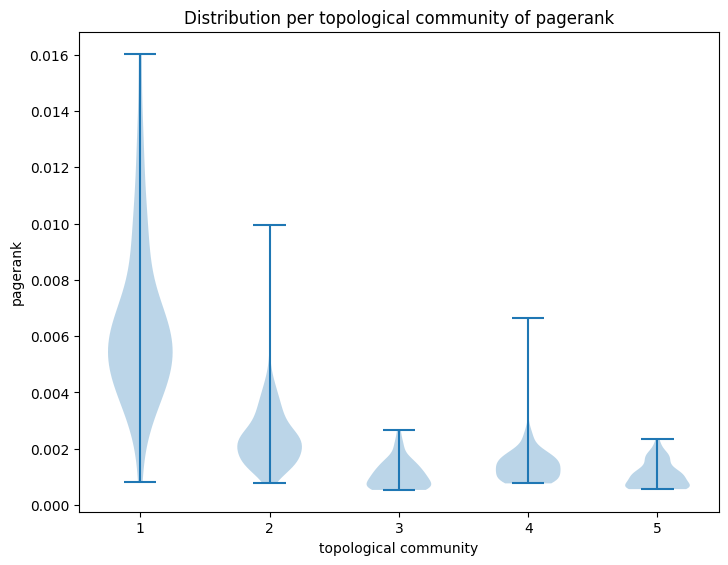 Distribution per topological community of pagerank
0.016
0.014
0.012
0.010
0.008
0.006
0.004
0.002
0.000
pagerank
1 2 3 4 5
topological community